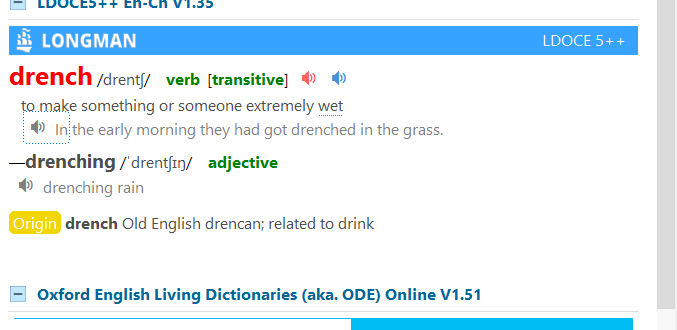 LDOCE5++ En-Cn V1.35
LONGMAN LDOCE 5++
drench /drentʃ/ verb [transitive]
to make something or someone extremely wet
In the early morning they had got drenched in the grass.
—drenching /ˈdrentʃɪŋ/ adjective
drenching rain
Origin drench Old English drencan; related to drink
Oxford English Living Dictionaries (aka. ODE) Online V1.51